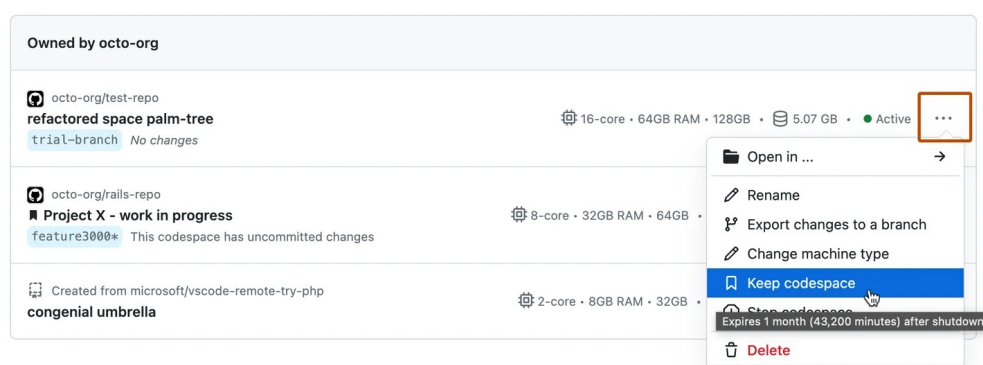 Owned by octo-org
octo-org/test-repo
refactored space palm-tree
16-core • 64GB RAM • 128GB • 5.07 GB • Active ...
trial-branch No changes
Open in ...
octo-org/rails-repo
Project X - work in progress
8-core • 32GB RAM • 64GB •
feature3000* This codespace has uncommitted changes
Created from microsoft/vscode-remote-try-php
congenial umbrella
2-core • 8GB RAM • 32GB •
Rename
Export changes to a branch
Change machine type
Keep codespace
Stop codespace
Expires 1 month (43,200 minutes) after shutdown
Delete